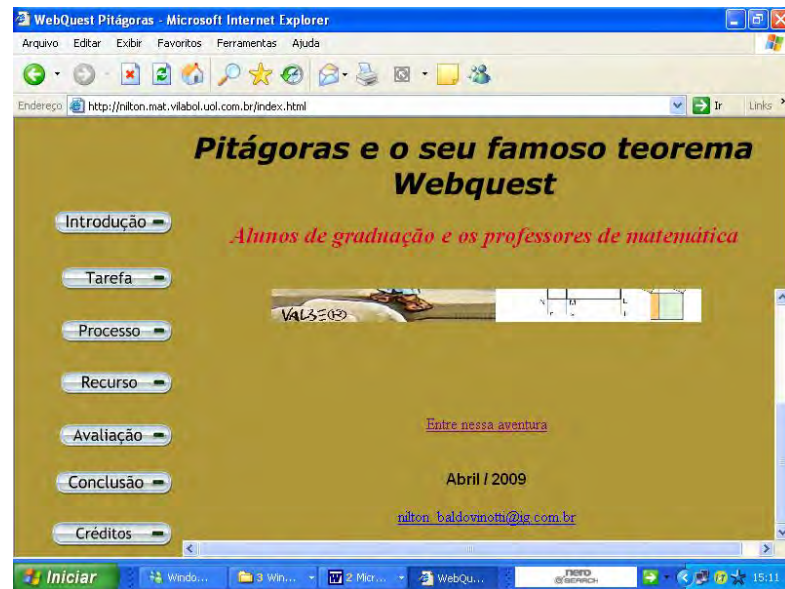 WebQuest Pitágoras - Microsoft Internet Explorer
Arquivo Editar Exibir Favoritos Ferramentas Ajuda
Endereço http://nilton.mat.vilabol.uol.com.br/index.html Ir Links
Pitágoras e o seu famoso teorema
Webquest
Alunos de graduação e os professores de matemática
Introdução
Tarefa
Processo
Recurso
Avaliação
Conclusão
Créditos
Entre nessa aventura
Abril / 2009
nilton_baldovinotti@ig.com.br
Iniciar Windo... 3 Win... 2 Micr... WebQu... nero SEARCH 15:11